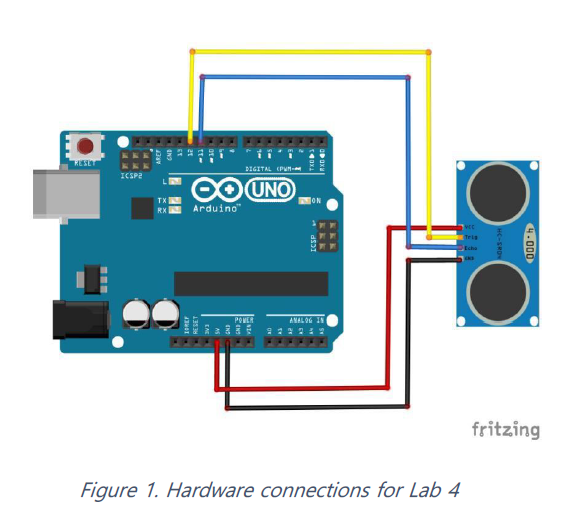 AREF
GND
13
12
~11
~10
~9
8
7
~6
~5
4
~3
2
TX0 1
RX0 0
RESET
ICSP2
DIGITAL (PWM~)
L
TX
RX
UNO
ON
Arduino™
ICSP
1
Vcc
Trig
Echo
Gnd
HC-SR04
4.000
POWER
ANALOG IN
IOREF
RESET
3V3
5V
GND
GND
VIN
A0
A1
A2
A3
A4
A5
fritzing
Figure 1. Hardware connections for Lab 4